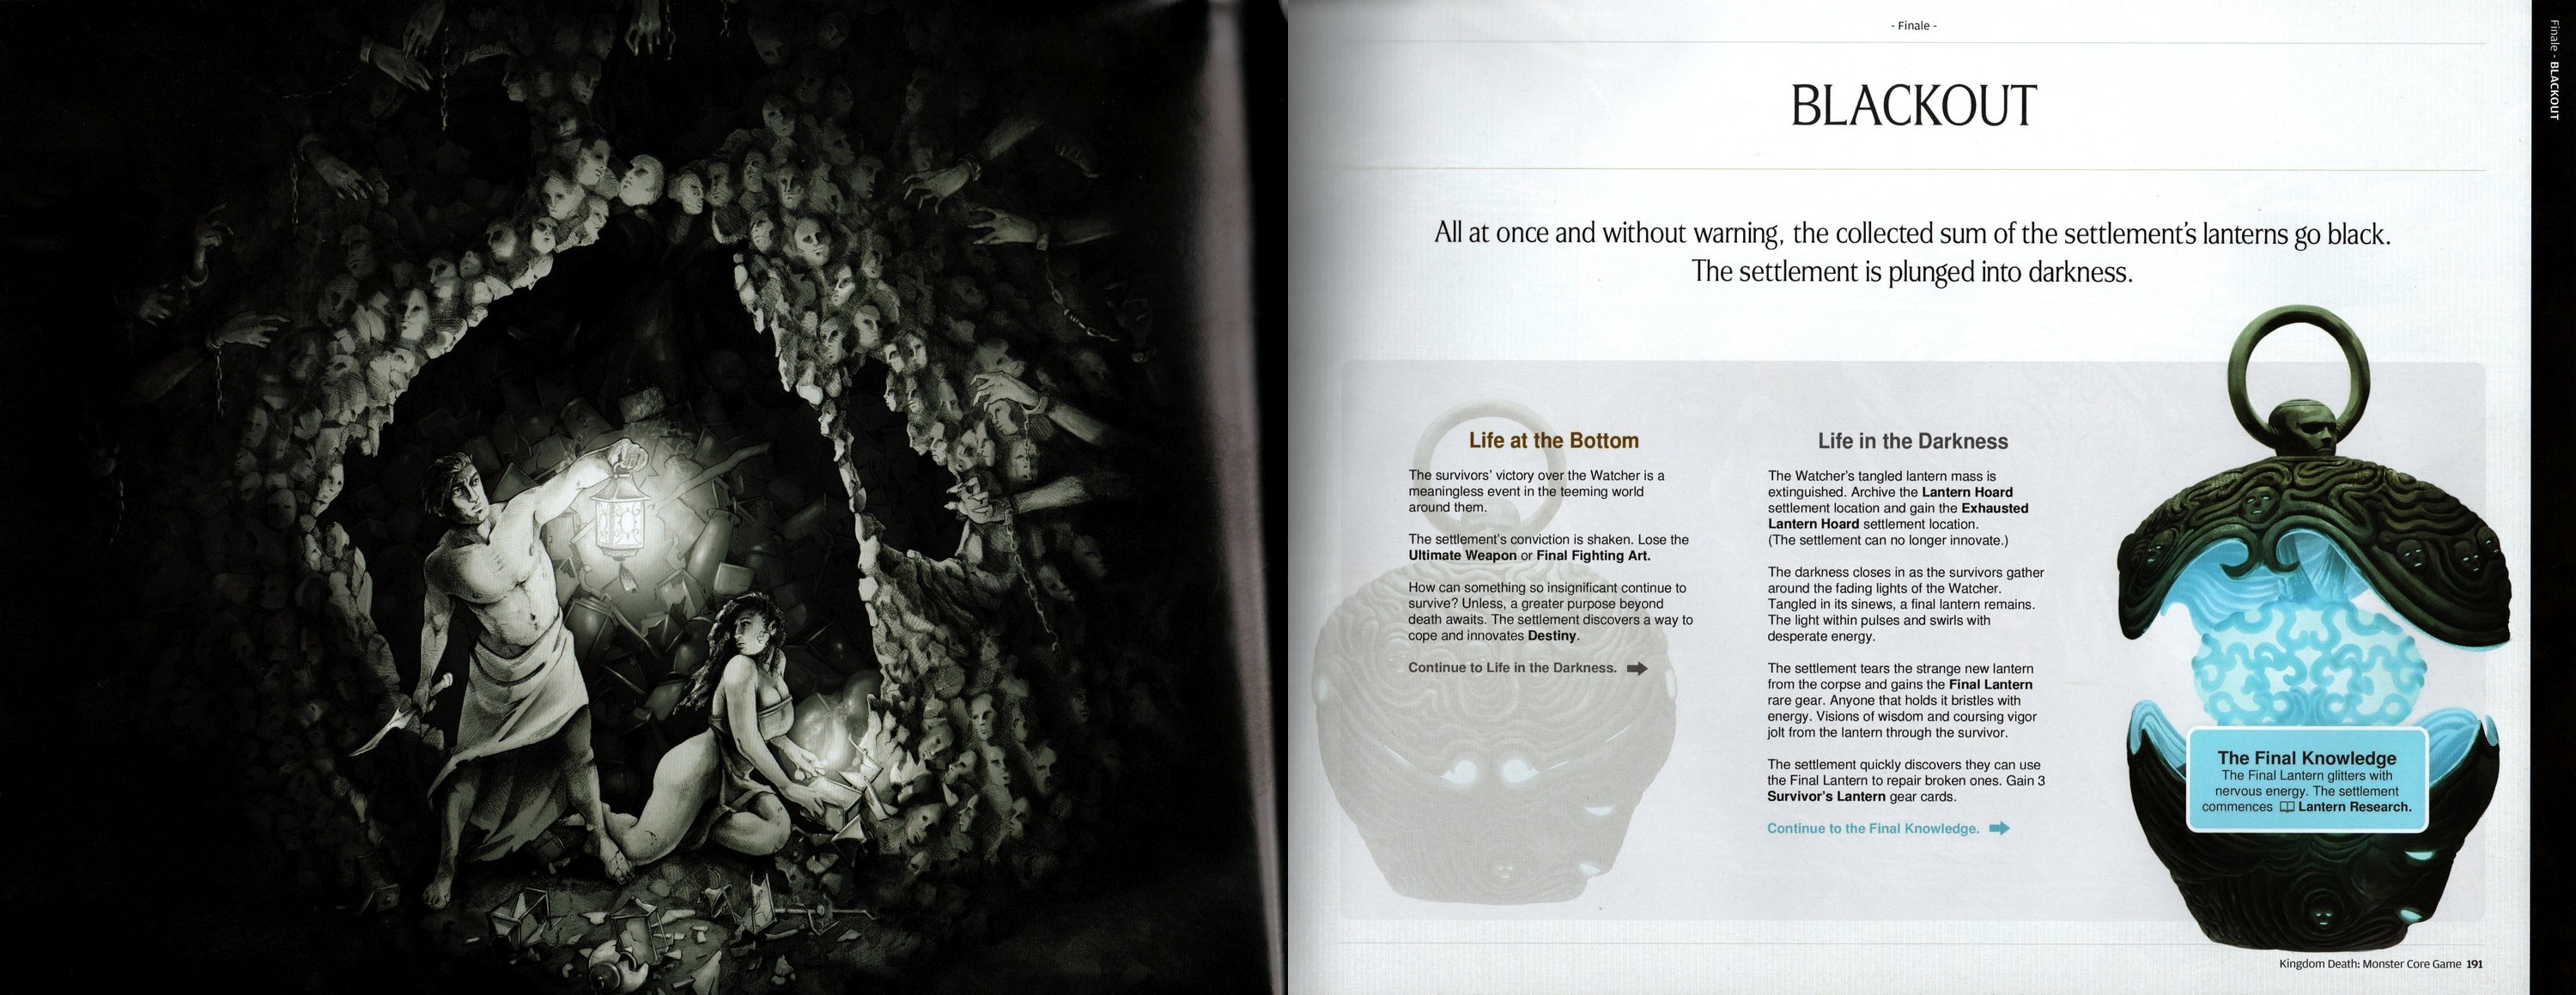 - Finale -
Finale - BLACKOUT
BLACKOUT
All at once and without warning, the collected sum of the settlement's lanterns go black.
The settlement is plunged into darkness.
Life at the Bottom
The survivors' victory over the Watcher is a
meaningless event in the teeming world
around them.
The settlement's conviction is shaken. Lose the
Ultimate Weapon or Final Fighting Art.
How can something so insignificant continue to
survive? Unless, a greater purpose beyond
death awaits. The settlement discovers a way to
cope and innovates Destiny.
Continue to Life in the Darkness.
Life in the Darkness
The Watcher's tangled lantern mass is
extinguished. Archive the Lantern Hoard
settlement location and gain the Exhausted
Lantern Hoard settlement location.
(The settlement can no longer innovate.)
The darkness closes in as the survivors gather
around the fading lights of the Watcher.
Tangled in its sinews, a final lantern remains.
The light within pulses and swirls with
desperate energy.
The settlement tears the strange new lantern
from the corpse and gains the Final Lantern
rare gear. Anyone that holds it bristles with
energy. Visions of wisdom and coursing vigor
jolt from the lantern through the survivor.
The settlement quickly discovers they can use
the Final Lantern to repair broken ones. Gain 3
Survivor's Lantern gear cards.
Continue to the Final Knowledge.
The Final Knowledge
The Final Lantern glitters with
nervous energy. The settlement
commences Lantern Research.
Kingdom Death: Monster Core Game 191